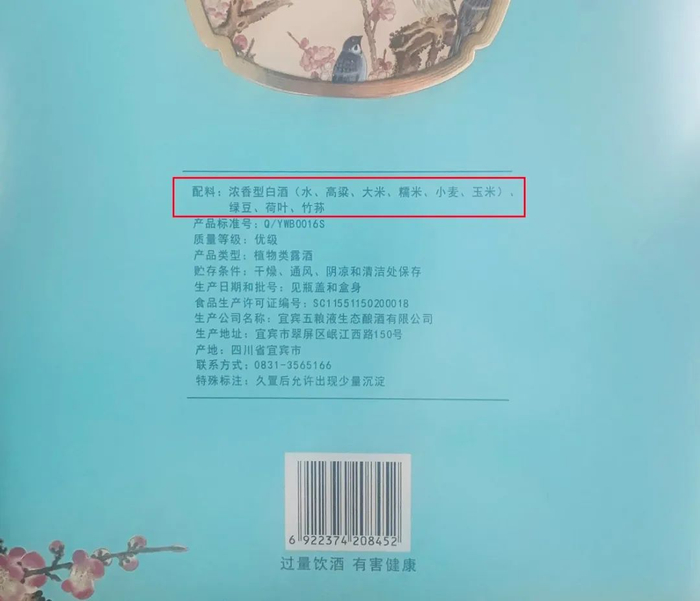 配料：浓香型白酒（水、高粱、大米、糯米、小麦、玉米）、
绿豆、荷叶、竹荪
产品标准号：Q/YWB0016S
质量等级：优级
产品类型：植物类露酒
贮存条件：干燥、通风、阴凉和清洁处保存
生产日期和批号：见瓶盖和盒身
食品生产许可证编号：SC11551150200018
生产公司名称：宜宾五粮液生态酿酒有限公司
生产地址：宜宾市翠屏区岷江西路150号
产地：四川省宜宾市
联系方式：0831-3565166
特殊标注：久置后允许出现少量沉淀
6 922374 208452
过量饮酒 有害健康